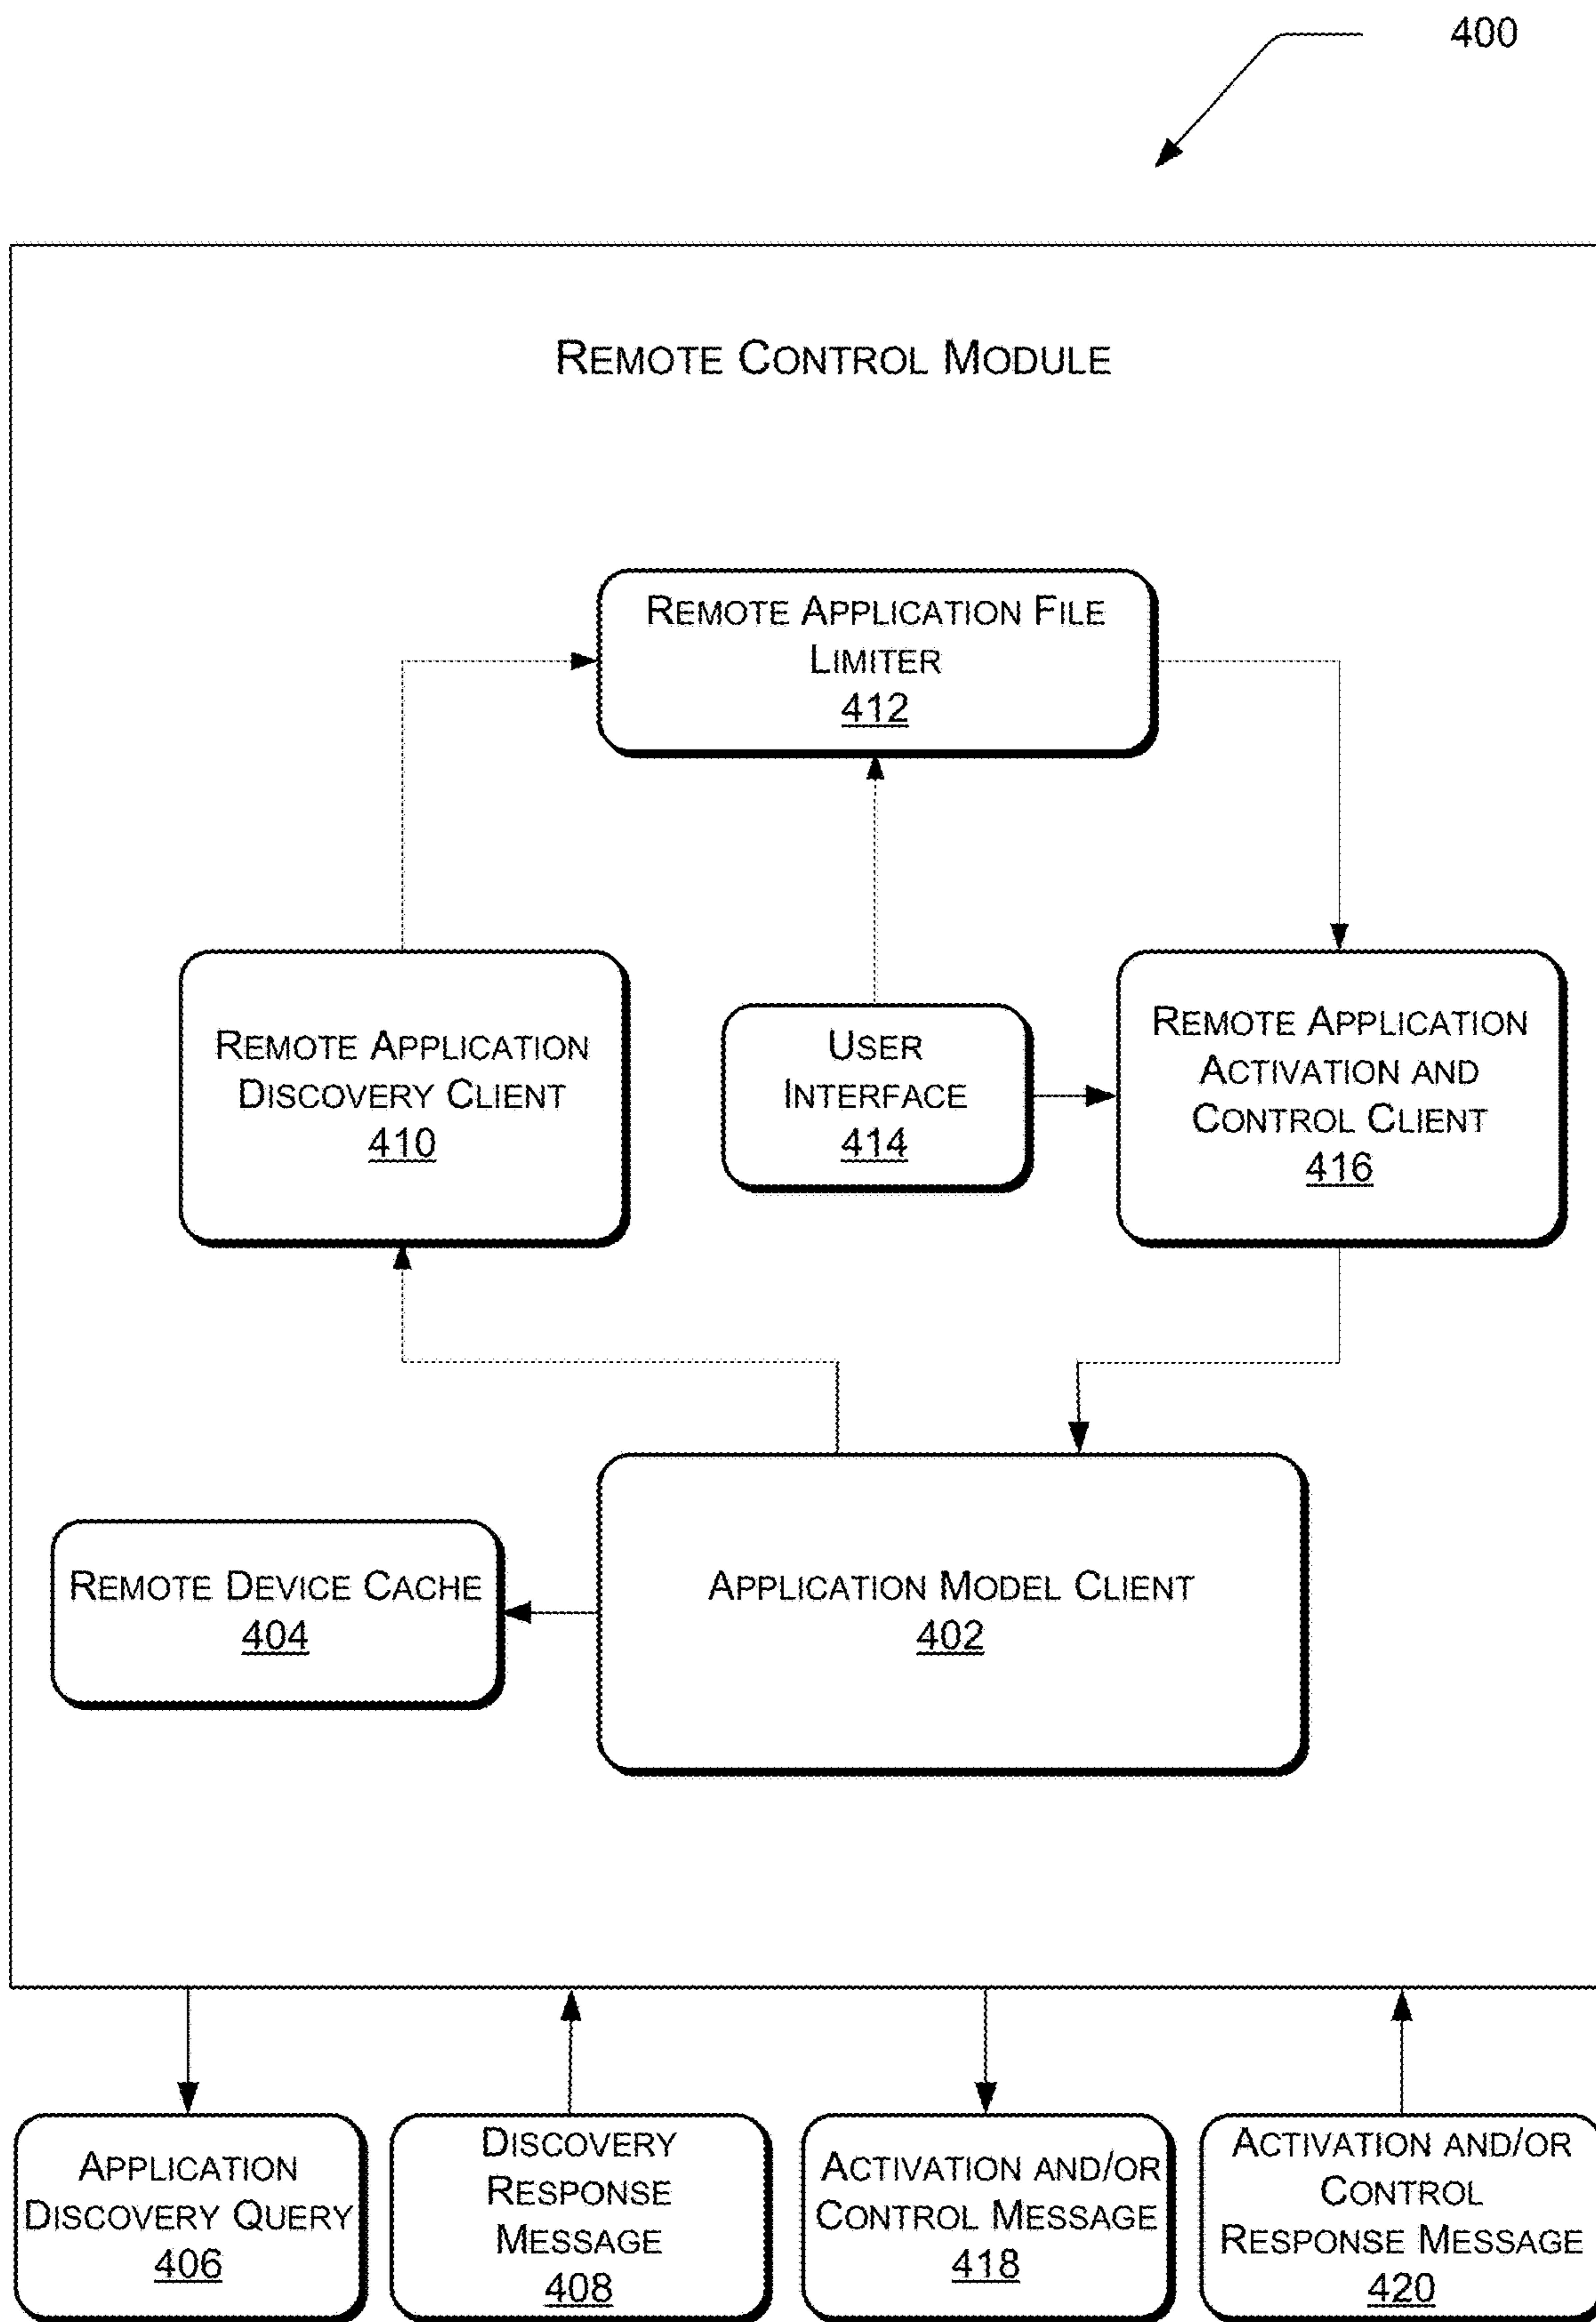 400
REMOTE CONTROL MODULE
REMOTE APPLICATION FILE
LIMITER
412
REMOTE APPLICATION
DISCOVERY CLIENT
410
USER
INTERFACE
414
REMOTE APPLICATION
ACTIVATION AND
CONTROL CLIENT
416
REMOTE DEVICE CACHE
404
APPLICATION MODEL CLIENT
402
APPLICATION
DISCOVERY QUERY
406
DISCOVERY
RESPONSE
MESSAGE
408
ACTIVATION AND/OR
CONTROL MESSAGE
418
ACTIVATION AND/OR
CONTROL
RESPONSE MESSAGE
420